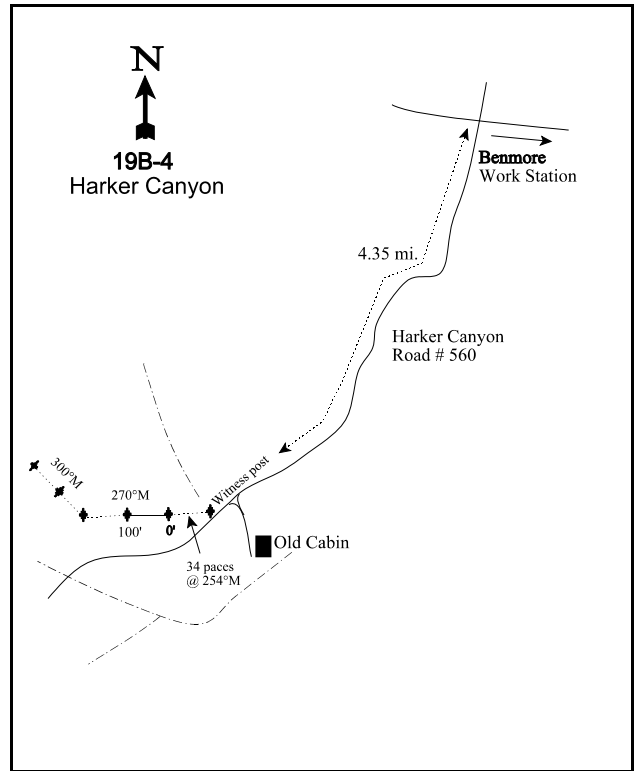 N
19B-4
Harker Canyon
Benmore
Work Station
4.35 mi.
Harker Canyon
Road # 560
Witness post
300°M
270°M
100'
0'
Old Cabin
34 paces
@ 254°M